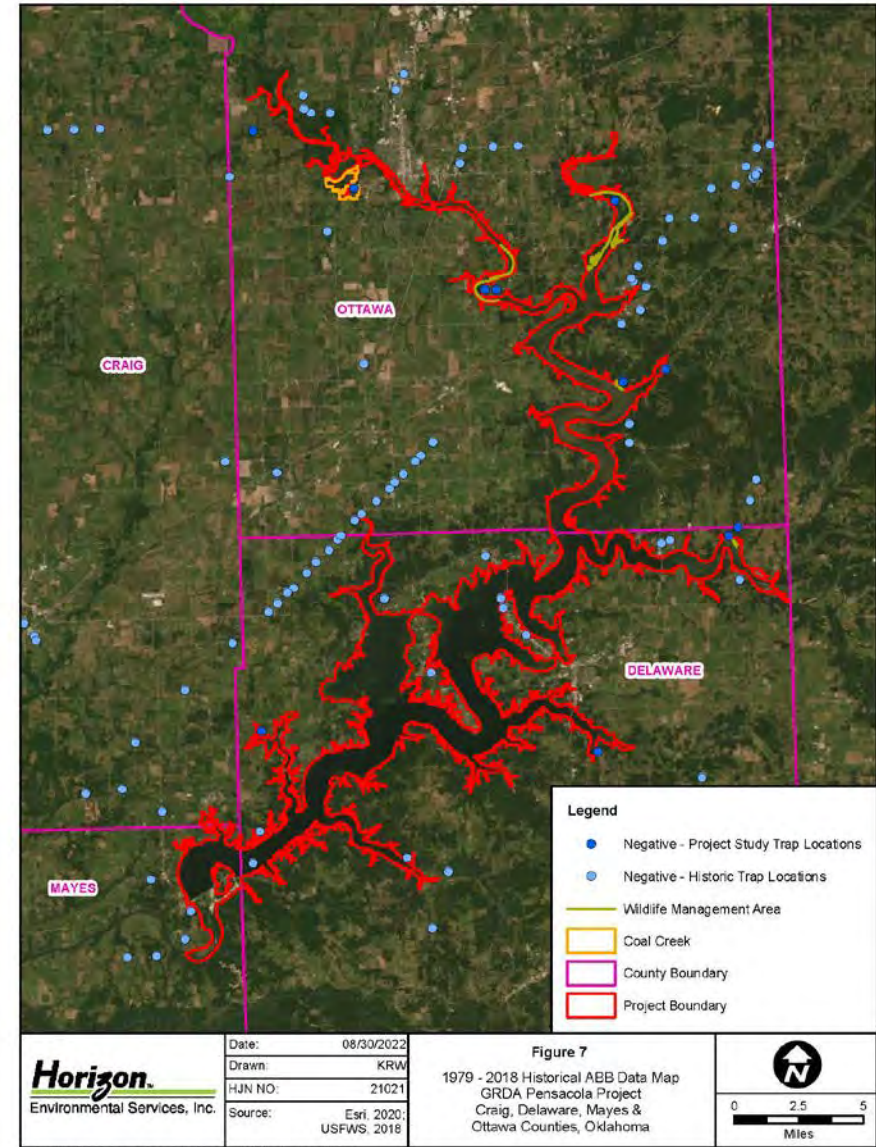 OTTAWA
CRAIG
DELAWARE
MAYES
Legend
Negative - Project Study Trap Locations
Negative - Historic Trap Locations
Wildlife Management Area
Coal Creek
County Boundary
Project Boundary
Horizon
Environmental Services, Inc.
Date: 08/30/2022
Drawn: KRW
HJN NO: 21021
Source: Esri, 2020;
USFWS, 2018
Figure 7
1979 - 2018 Historical ABB Data Map
GRDA Pensacola Project
Craig, Delaware, Mayes &
Ottawa Counties, Oklahoma
N
0 2.5 5
Miles